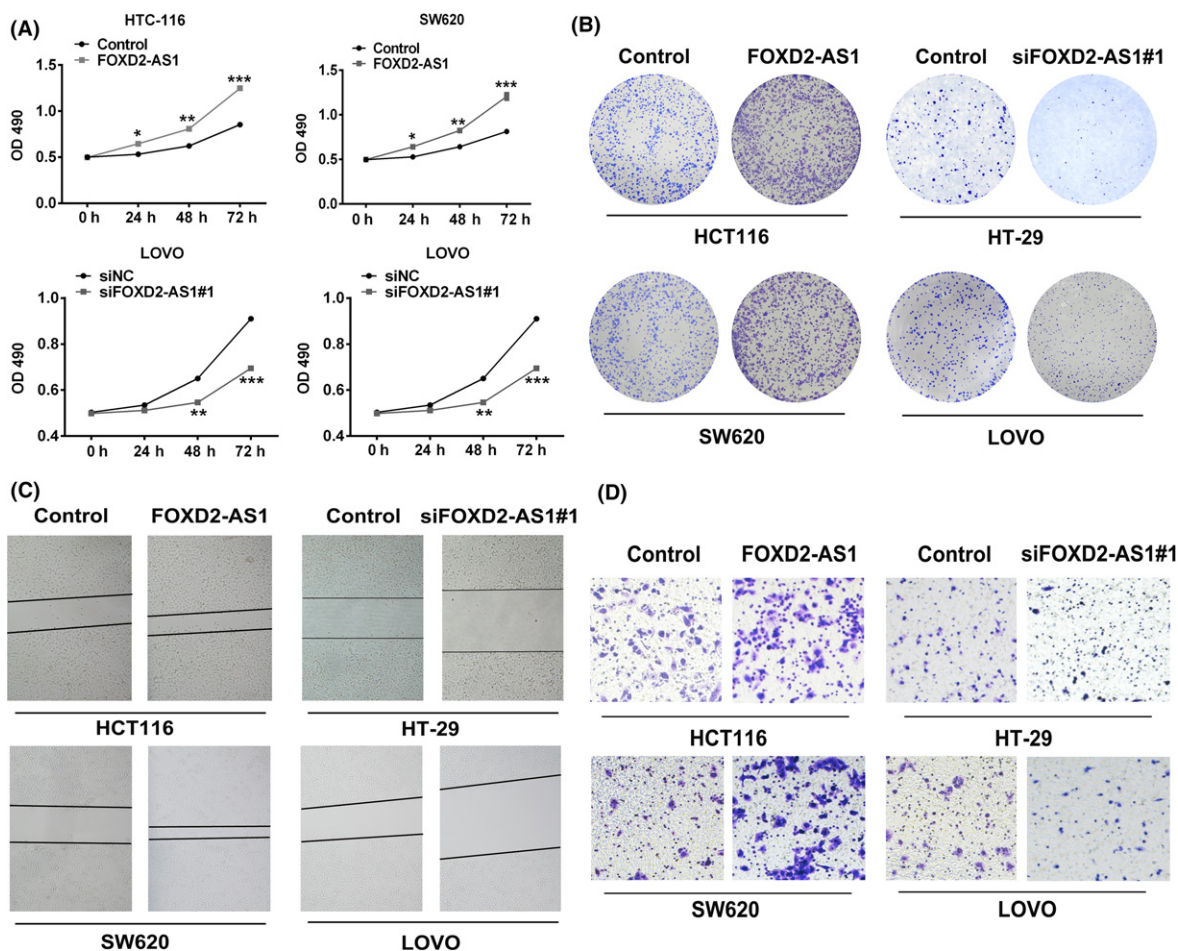 (A)
HTC-116
Control
FOXD2-AS1
OD 490
1.5
1.0
0.5
0.0
*
**
***
0 h 24 h 48 h 72 h
SW620
Control
FOXD2-AS1
OD 490
1.5
1.0
0.5
0.0
*
**
***
0 h 24 h 48 h 72 h
LOVO
siNC
siFOXD2-AS1#1
OD 490
1.0
0.8
0.6
0.4
**
***
0 h 24 h 48 h 72 h
LOVO
siNC
siFOXD2-AS1#1
OD 490
1.0
0.8
0.6
0.4
**
***
0 h 24 h 48 h 72 h
(B)
Control FOXD2-AS1 Control siFOXD2-AS1#1
HCT116 HT-29
SW620 LOVO
(C)
Control FOXD2-AS1 Control siFOXD2-AS1#1
HCT116 HT-29
SW620 LOVO
(D)
Control FOXD2-AS1 Control siFOXD2-AS1#1
HCT116 HT-29
SW620 LOVO